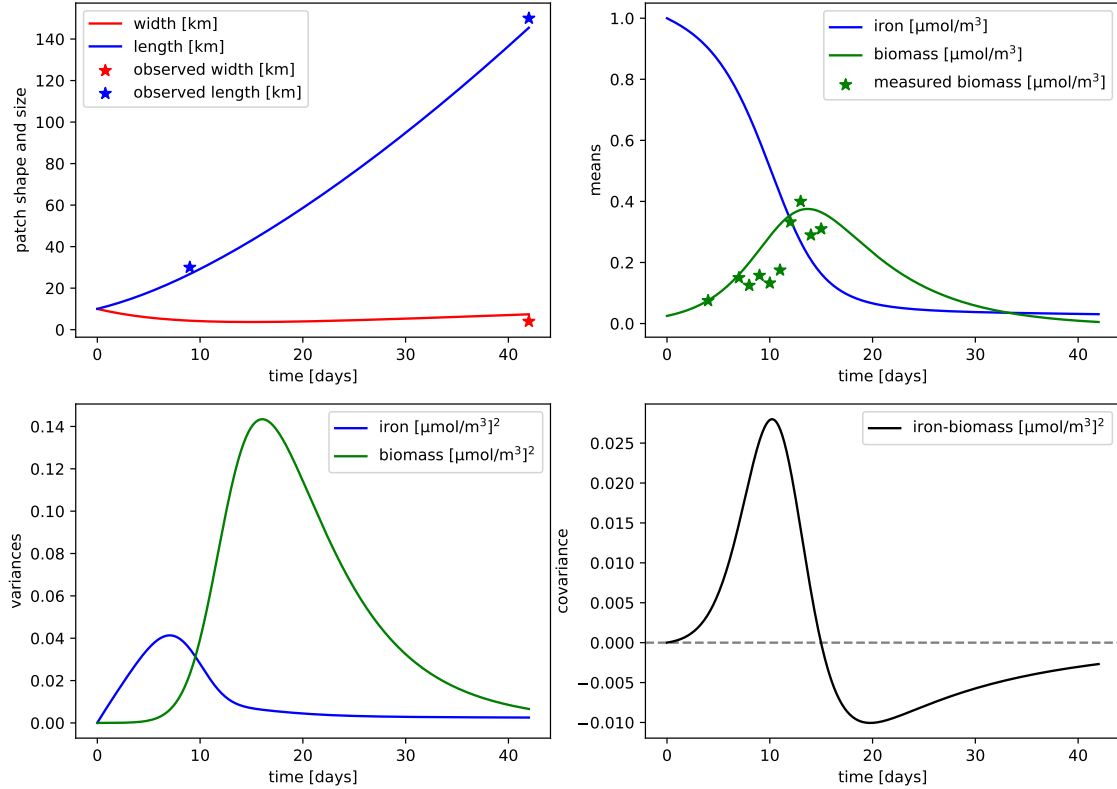 width [km]
length [km]
observed width [km]
observed length [km]
patch shape and size
140
120
100
80
60
40
20
0
0 10 20 30 40
time [days]
iron [μmol/m³]
biomass [μmol/m³]
measured biomass [μmol/m³]
means
1.0
0.8
0.6
0.4
0.2
0.0
0 10 20 30 40
time [days]
iron [μmol/m³]²
biomass [μmol/m³]²
variances
0.14
0.12
0.10
0.08
0.06
0.04
0.02
0.00
0 10 20 30 40
time [days]
iron-biomass [μmol/m³]²
covariance
0.025
0.020
0.015
0.010
0.005
0.000
−0.005
−0.010
0 10 20 30 40
time [days]